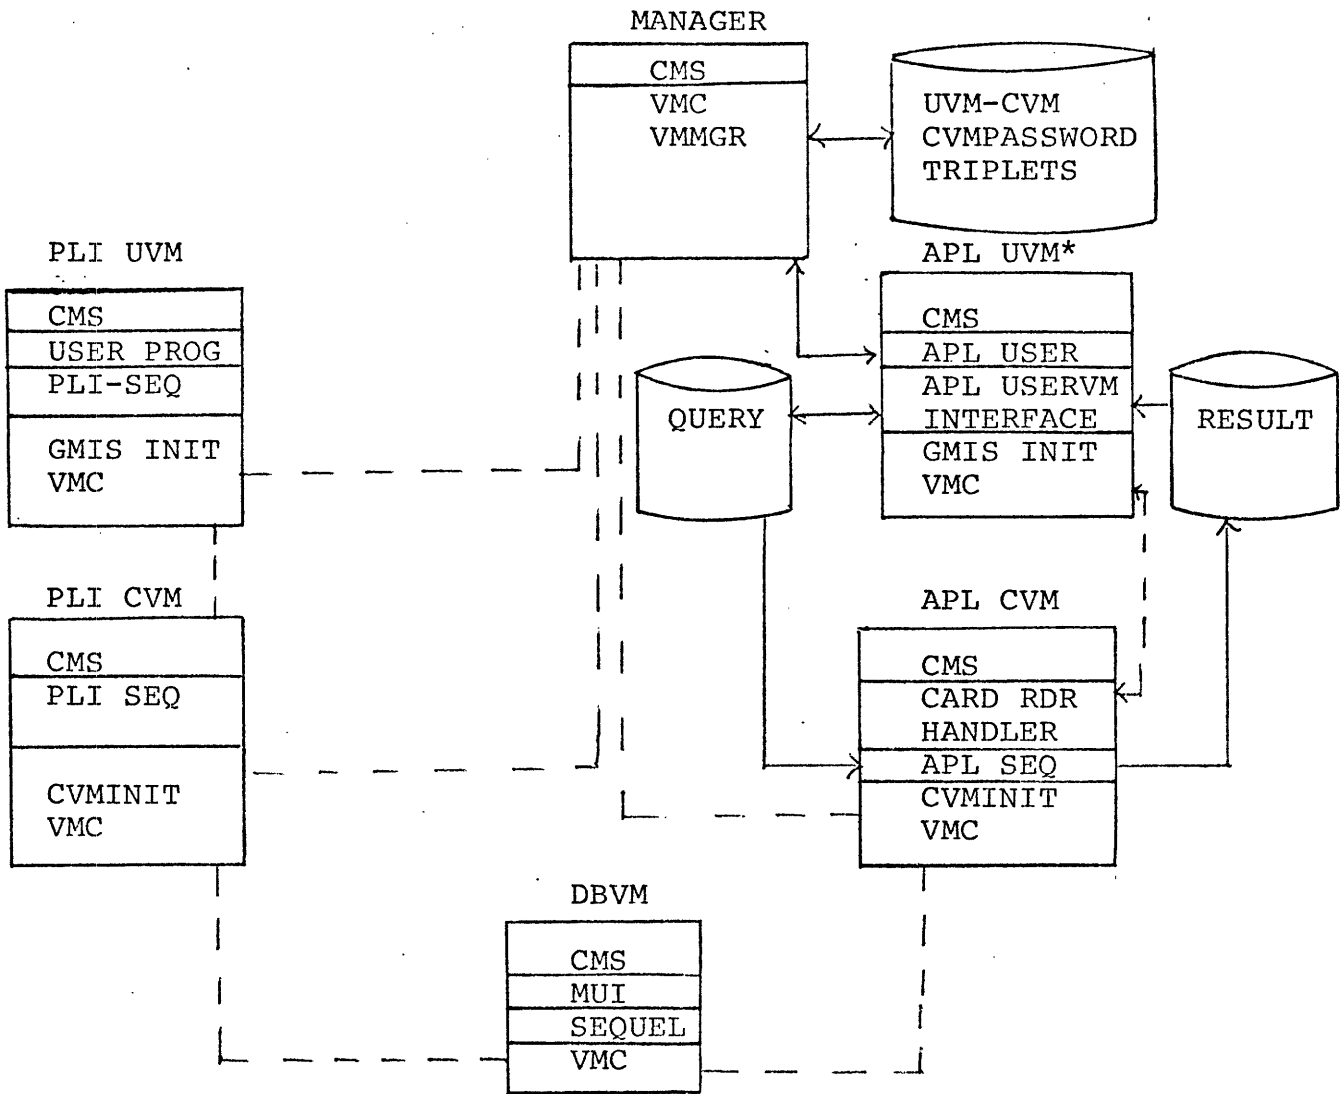 MANAGER
CMS
VMC
VMMGR
UVM-CVM
CVMPASSWORD
TRIPLETS
PLI UVM
CMS
USER PROG
PLI-SEQ
GMIS INIT
VMC
APL UVM*
CMS
APL USER
APL USERVM
INTERFACE
GMIS INIT
VMC
QUERY
RESULT
PLI CVM
CMS
PLI SEQ
CVMINIT
VMC
APL CVM
CMS
CARD RDR
HANDLER
APL SEQ
CVMINIT
VMC
DBVM
CMS
MUI
SEQUEL
VMC